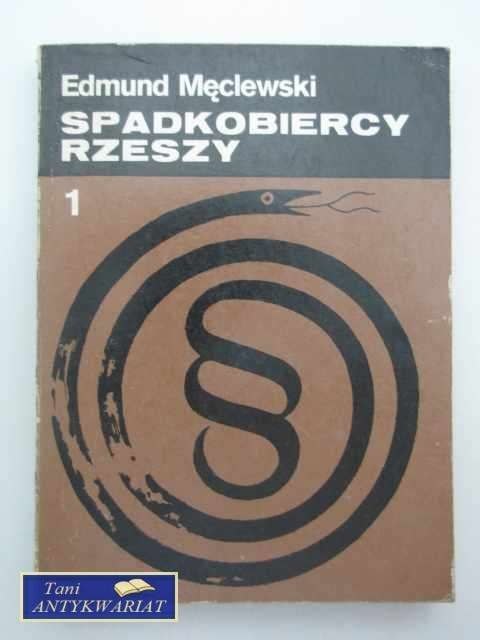 Edmund Męclewski
SPADKOBIERCY
RZESZY
1
§
Tani
ANTYKWARIAT